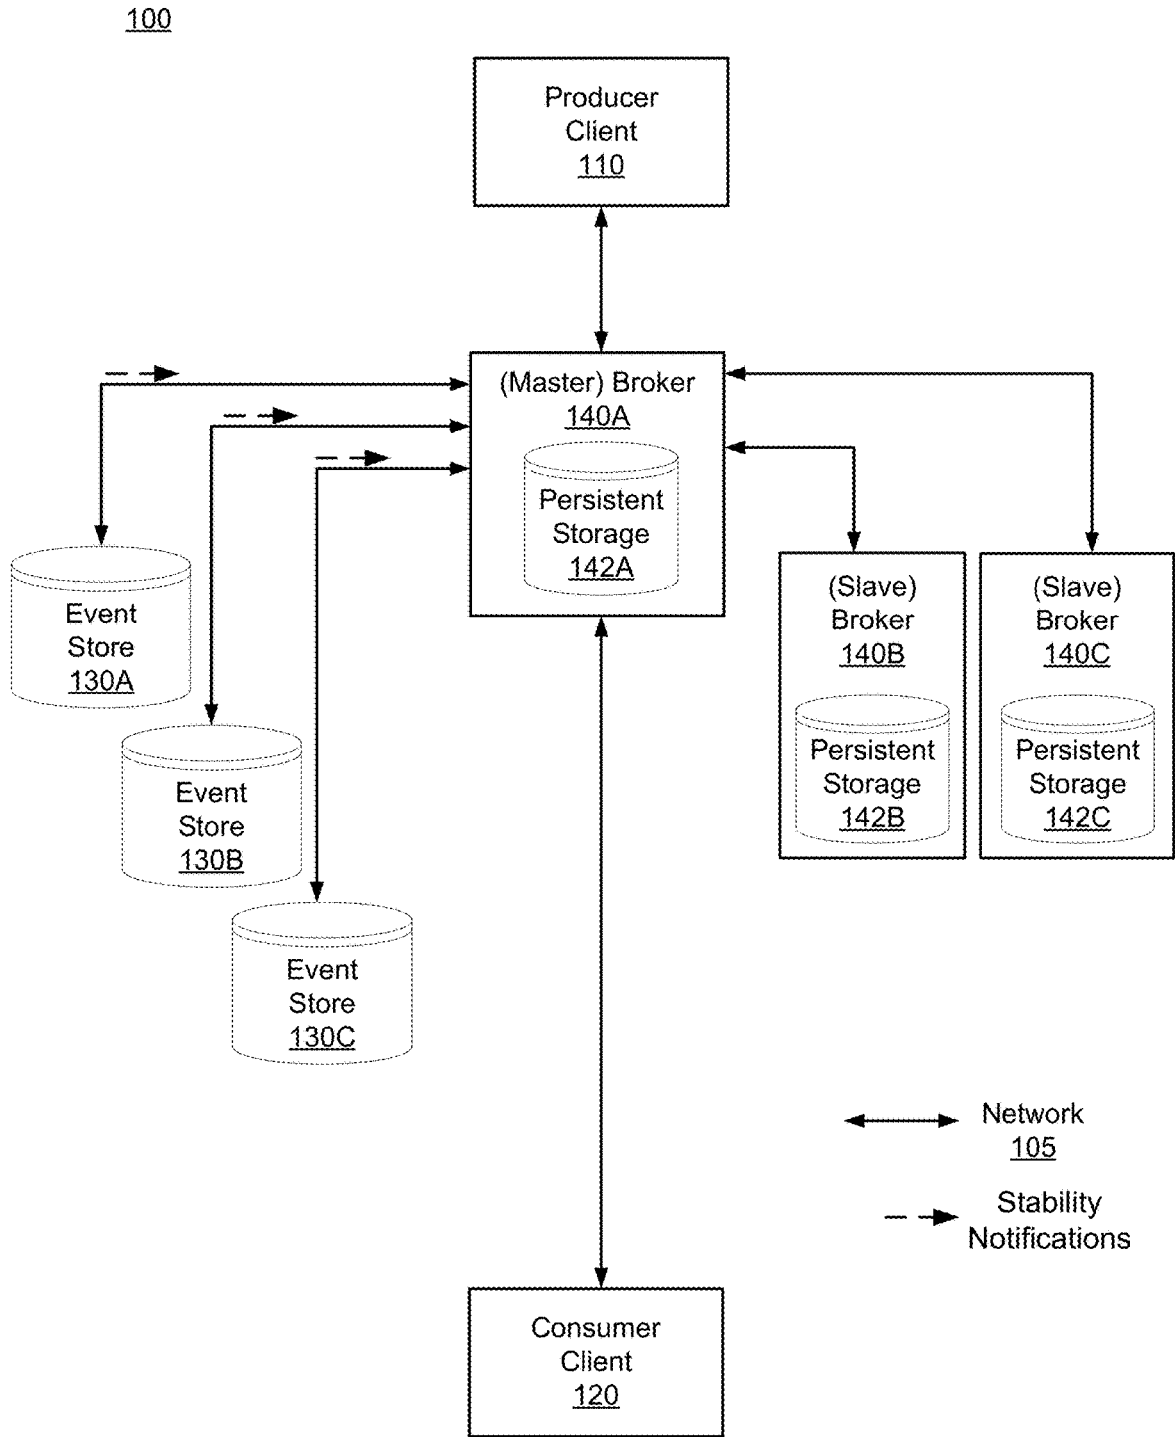 100
Producer
Client
110
(Master) Broker
140A
Persistent
Storage
142A
Event
Store
130A
Event
Store
130B
Event
Store
130C
(Slave)
Broker
140B
Persistent
Storage
142B
(Slave)
Broker
140C
Persistent
Storage
142C
Network
105
Stability
Notifications
Consumer
Client
120